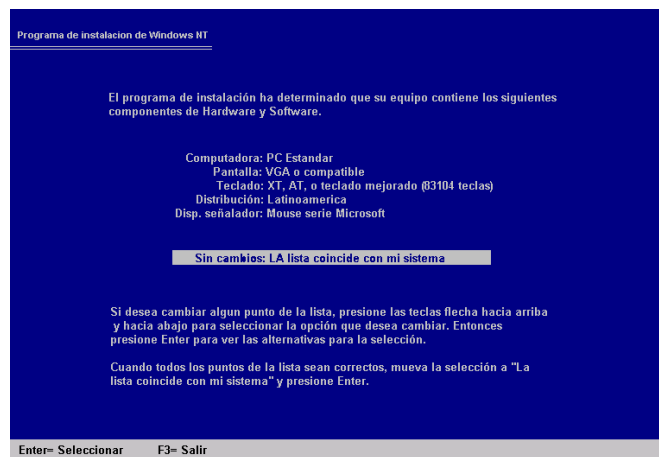 Programa de instalacion de Windows NT
El programa de instalación ha determinado que su equipo contiene los siguientes
componentes de Hardware y Software.
Computadora: PC Estandar
Pantalla: VGA o compatible
Teclado: XT, AT, o teclado mejorado (83104 teclas)
Distribución: Latinoamerica
Disp. señalador: Mouse serie Microsoft
Sin cambios: LA lista coincide con mi sistema
Si desea cambiar algun punto de la lista, presione las teclas flecha hacia arriba
y hacia abajo para seleccionar la opción que desea cambiar. Entonces
presione Enter para ver las alternativas para la selección.
Cuando todos los puntos de la lista sean correctos, mueva la selección a "La
lista coincide con mi sistema" y presione Enter.
Enter= Seleccionar F3= Salir